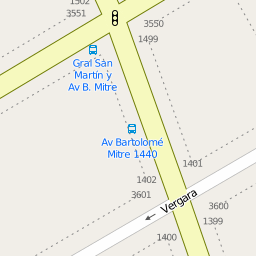 1502
3551
3550
1499
Gral San
Martín y
Av B. Mitre
Av Bartolomé
Mitre 1440
1401
1402
3601
Vergara
3600
1399
1400